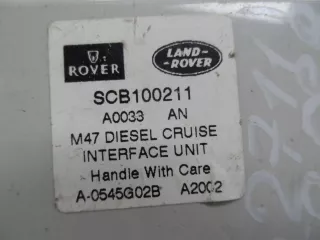 ROVER
LAND-
-ROVER
SCB100211
A0033 AN
M47 DIESEL CRUISE
INTERFACE UNIT
Handle With Care
A-0545G02B A2002